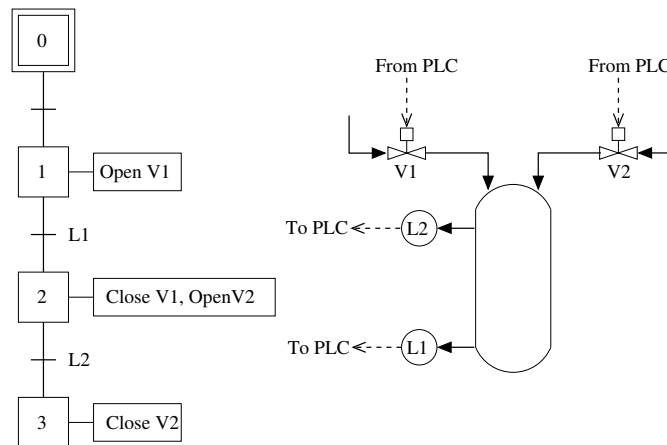 0
1
Open V1
L1
2
Close V1, OpenV2
L2
3
Close V2
From PLC
From PLC
V1
V2
To PLC
L2
To PLC
L1